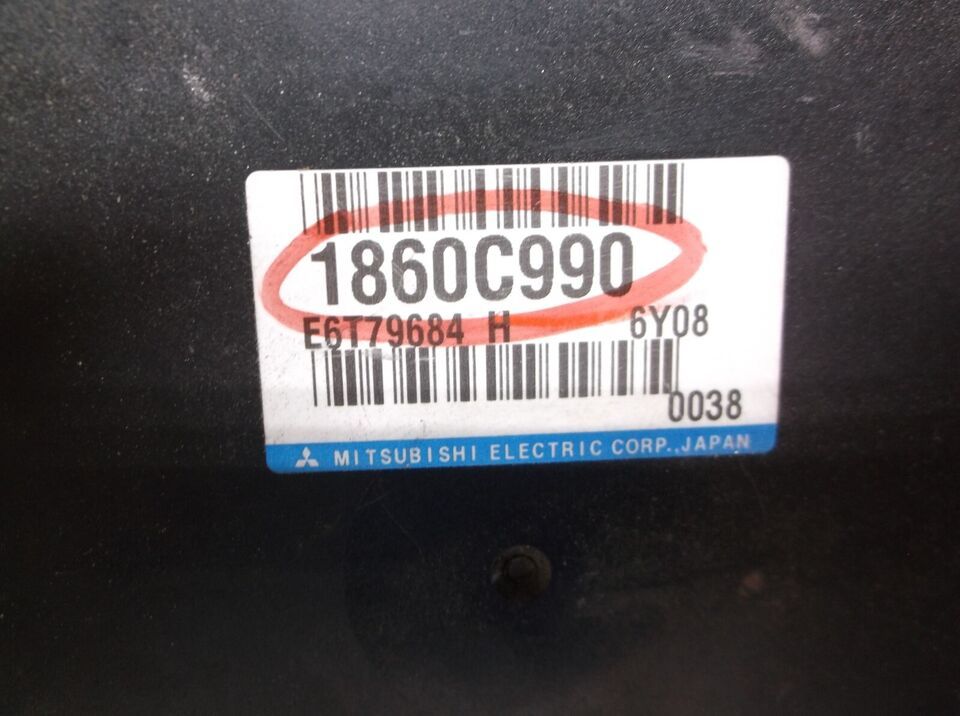 1860C990
E6T79684 H 6Y08
0038
MITSUBISHI ELECTRIC CORP.,JAPAN